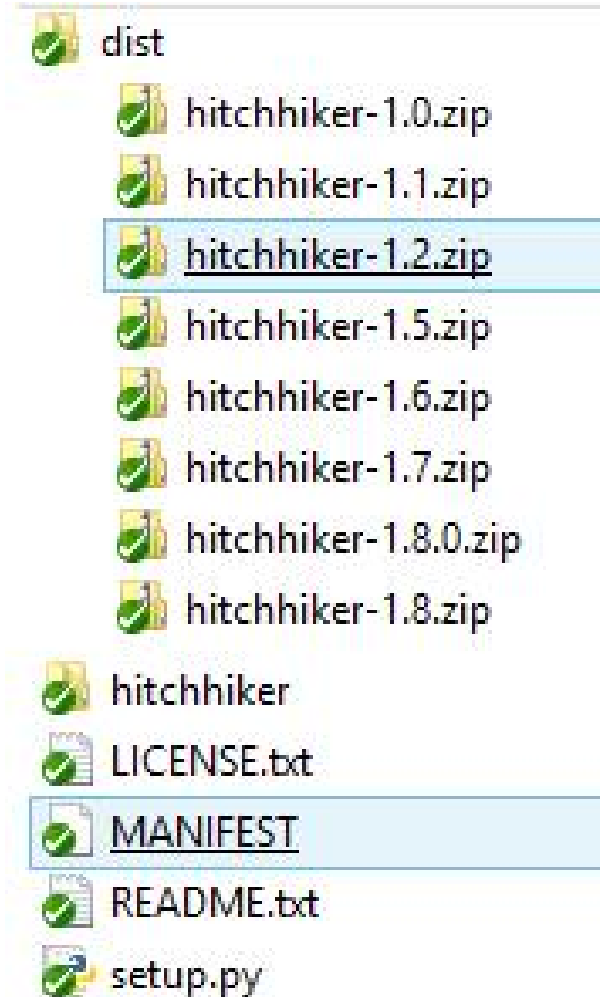 dist
hitchhiker-1.0.zip
hitchhiker-1.1.zip
hitchhiker-1.2.zip
hitchhiker-1.5.zip
hitchhiker-1.6.zip
hitchhiker-1.7.zip
hitchhiker-1.8.0.zip
hitchhiker-1.8.zip
hitchhiker
LICENSE.txt
MANIFEST
README.txt
setup.py